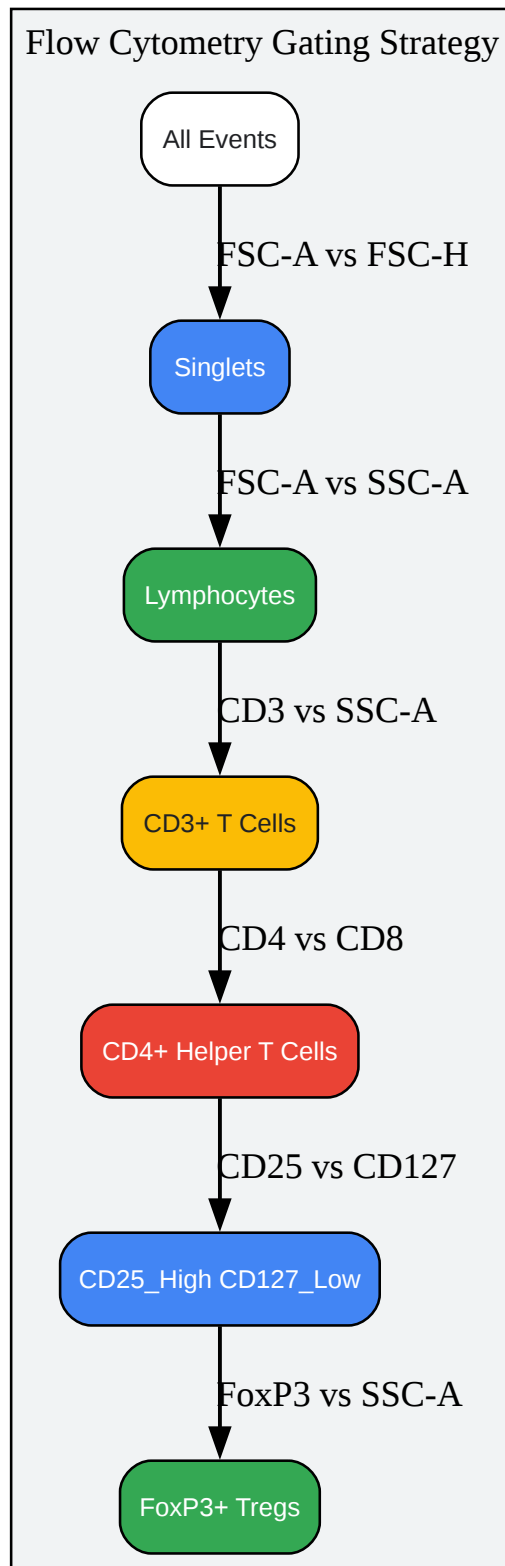 Flow Cytometry Gating Strategy
All Events
FSC-A vs FSC-H
Singlets
FSC-A vs SSC-A
Lymphocytes
CD3 vs SSC-A
CD3+ T Cells
CD4 vs CD8
CD4+ Helper T Cells
CD25 vs CD127
CD25_High CD127_Low
FoxP3 vs SSC-A
FoxP3+ Tregs